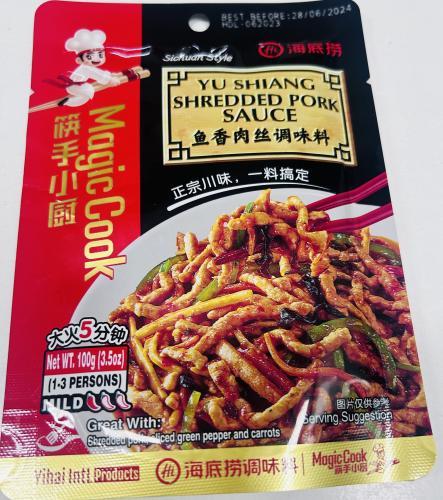 BEST BEFORE:28/06/2024
HDL-062023
Sichuan Style
Hi 海底捞
YU SHIANG
SHREDDED PORK
SAUCE
鱼香肉丝调味料
正宗川味，一料搞定
Magic Cook
筷手小厨
大火5分钟
Net WT. 100g (3.5oz)
(1-3 PERSONS)
MILD
Great With:
Shredded pork, sliced green pepper and carrots
图片仅供参考
Serving Suggestion
Yihai Intl Products
Hi 海底捞调味料
MagicCook
筷手小厨